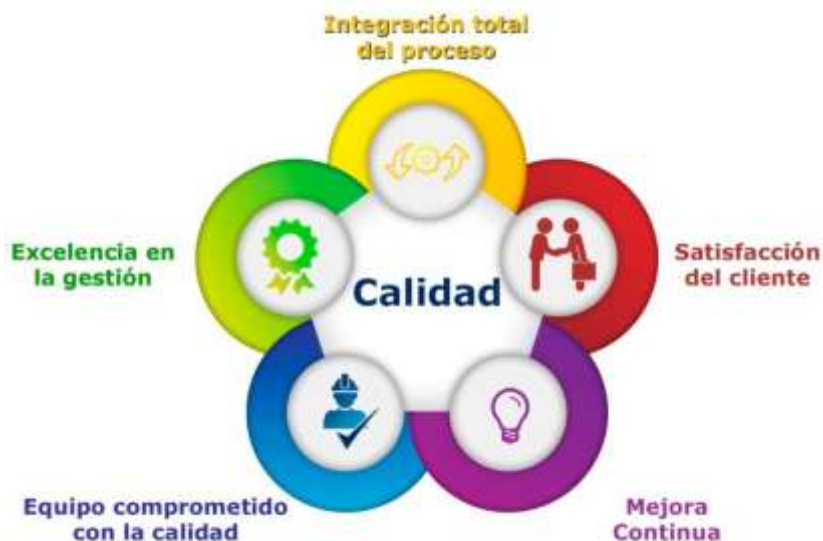 Integración total
del proceso
Excelencia en
la gestión
Calidad
Satisfacción
del cliente
Equipo comprometido
con la calidad
Mejora
Continua